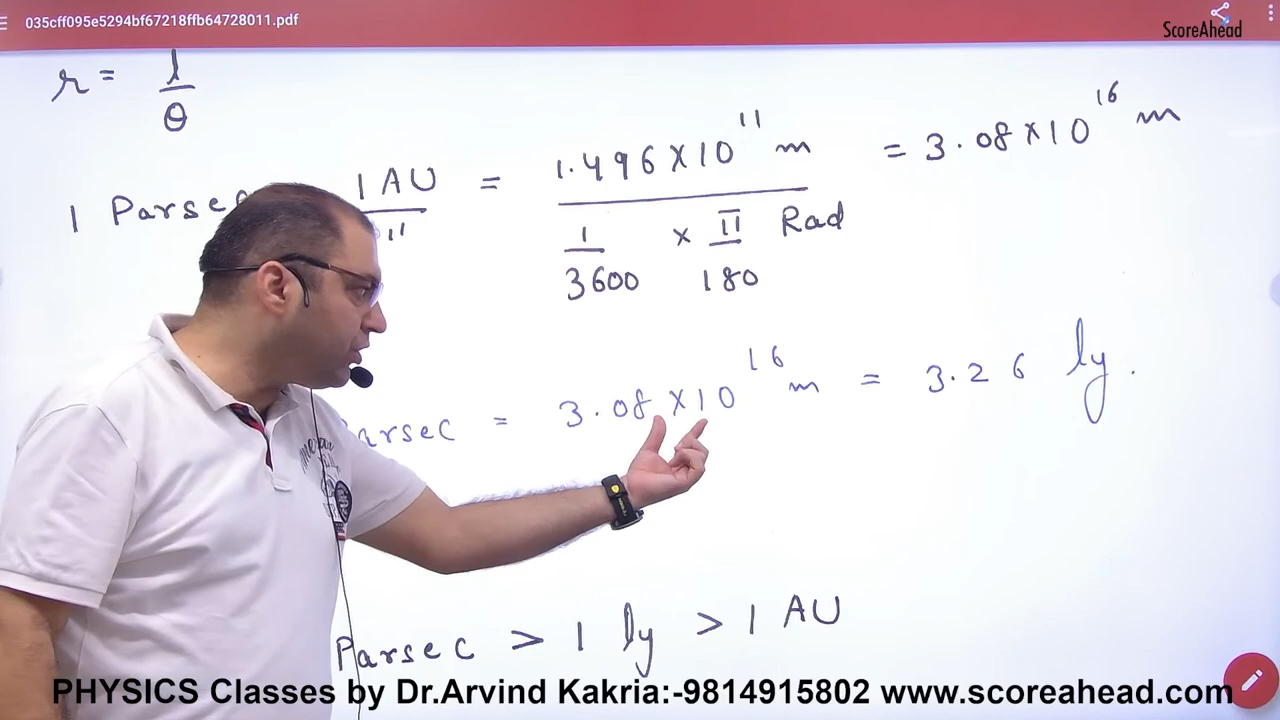 035cff095e5294bf67218ffb64728011.pdf
ScoreAhead
r = l / θ
1 Parsec 1 AU / 1" = 1.496 × 10^11 m / (1/3600 × π/180 Rad) = 3.08 × 10^16 m
arsec = 3.08 × 10^16 m = 3.26 ly.
Parsec > 1 ly > 1 AU
PHYSICS Classes by Dr.Arvind Kakria:-9814915802 www.scoreahead.com